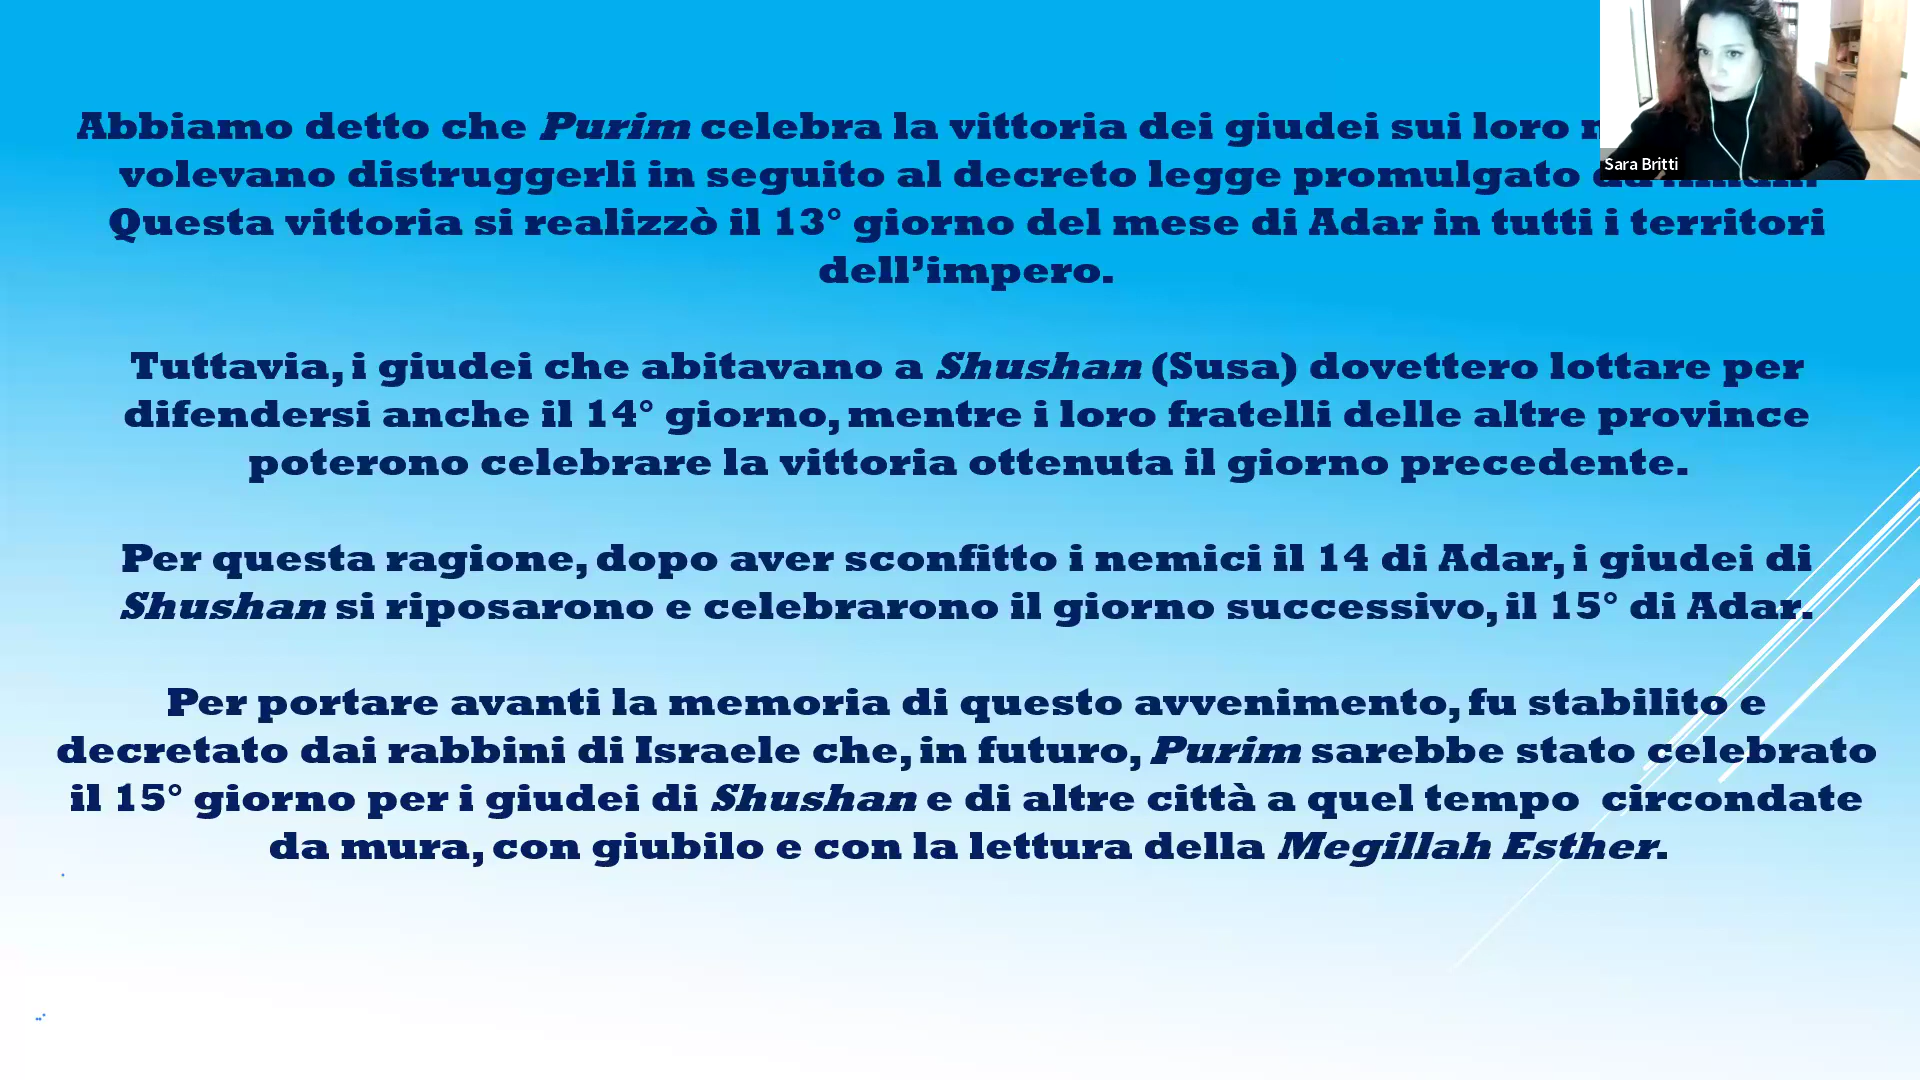 Abbiamo detto che Purim celebra la vittoria dei giudei sui loro
volevano distruggerli in seguito al decreto legge promulgato
Questa vittoria si realizzò il 13° giorno del mese di Adar in tutti i territori
dell’impero.
Tuttavia, i giudei che abitavano a Shushan (Susa) dovettero lottare per
difendersi anche il 14° giorno, mentre i loro fratelli delle altre province
poterono celebrare la vittoria ottenuta il giorno precedente.
Per questa ragione, dopo aver sconfitto i nemici il 14 di Adar, i giudei di
Shushan si riposarono e celebrarono il giorno successivo, il 15° di Adar.
Per portare avanti la memoria di questo avvenimento, fu stabilito e
decretato dai rabbini di Israele che, in futuro, Purim sarebbe stato celebrato
il 15° giorno per i giudei di Shushan e di altre città a quel tempo circondate
da mura, con giubilo e con la lettura della Megillah Esther.
Sara Britti